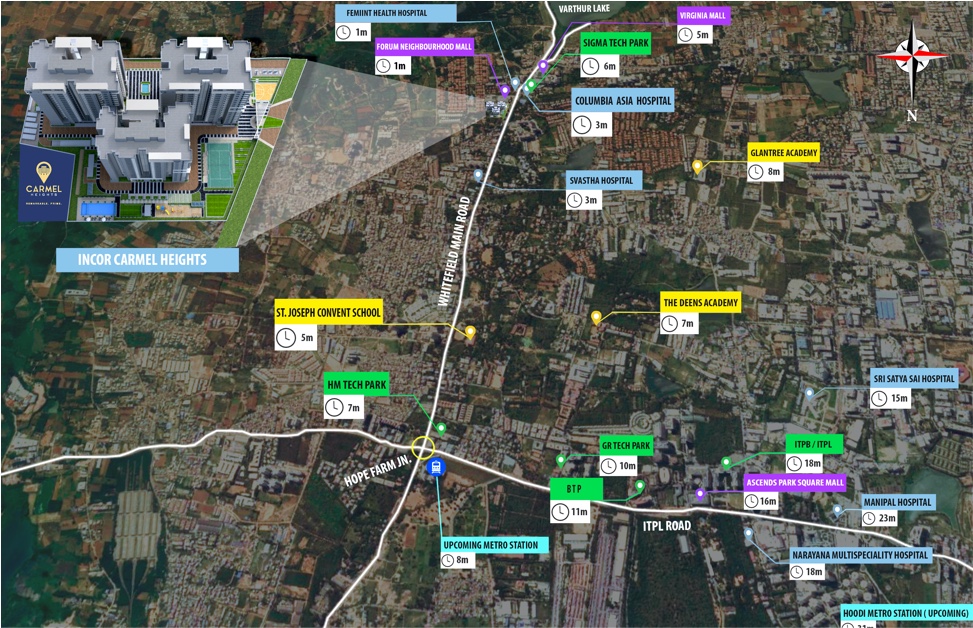 VARTHUR LAKE
FEMIINT HEALTH HOSPITAL
1m
VIRGINIA MALL
5m
FORUM NEIGHBOURHOOD MALL
1m
SIGMA TECH PARK
6m
COLUMBIA ASIA HOSPITAL
3m
N
GLANTREE ACADEMY
8m
SVASTHA HOSPITAL
3m
CARMEL
HEIGHTS
REMARKABLE. PRIME.
INCOR CARMEL HEIGHTS
WHITEFIELD MAIN ROAD
ST. JOSEPH CONVENT SCHOOL
5m
THE DEENS ACADEMY
7m
HM TECH PARK
7m
SRI SATYA SAI HOSPITAL
15m
HOPE FARM JN.
GR TECH PARK
10m
ITPB / ITPL
18m
BTP
11m
ASCENDS PARK SQUARE MALL
16m
ITPL ROAD
MANIPAL HOSPITAL
23m
UPCOMING METRO STATION
8m
NARAYANA MULTISPECIALITY HOSPITAL
18m
HOODI METRO STATION ( UPCOMING)